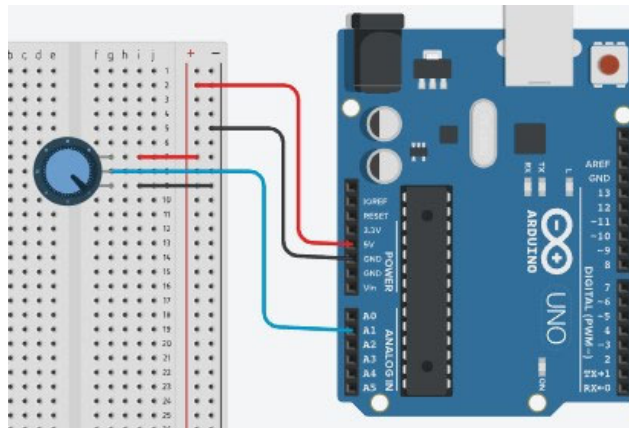 b c d e f g h i j + −
1
2
3
4
5
6
7
10
11
12
13
14
15
16
17
18
19
20
21
22
23
24
25
IOREF
RESET
3.3V
5V
GND
GND
Vin
POWER
A0
A1
A2
A3
A4
A5
ANALOG IN
RX
TX
L
ARDUINO
UNO
ON
AREF
GND
13
12
~11
~10
~9
8
7
~6
~5
4
~3
2
TX→1
RX←0
DIGITAL (PWM~)